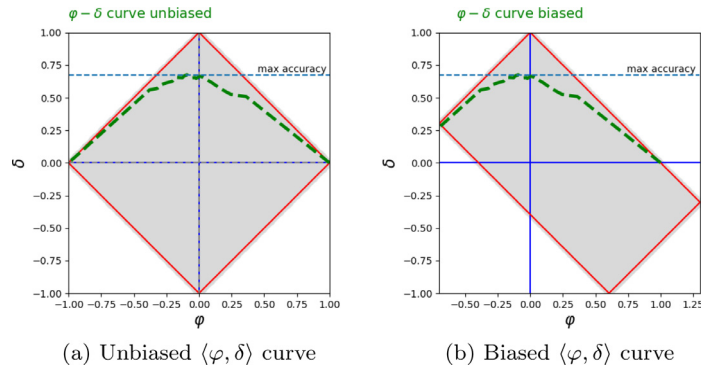 φ − δ curve unbiased
φ − δ curve biased
1.00
0.75
0.50
0.25
0.00
−0.25
−0.50
−0.75
−1.00
δ
max accuracy
−1.00 −0.75 −0.50 −0.25 0.00 0.25 0.50 0.75 1.00
φ
1.00
0.75
0.50
0.25
0.00
−0.25
−0.50
−0.75
−1.00
δ
max accuracy
−0.50 −0.25 0.00 0.25 0.50 0.75 1.00 1.25
φ
(a) Unbiased ⟨φ, δ⟩ curve
(b) Biased ⟨φ, δ⟩ curve